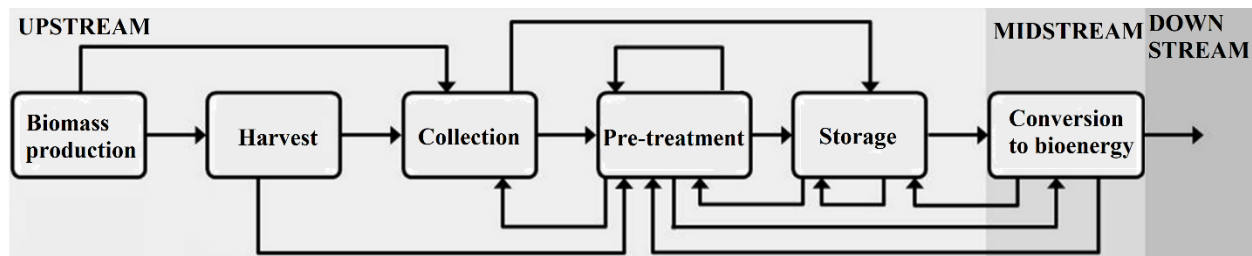 UPSTREAM
MIDSTREAM
DOWN
STREAM
Biomass
production
Harvest
Collection
Pre-treatment
Storage
Conversion
to bioenergy